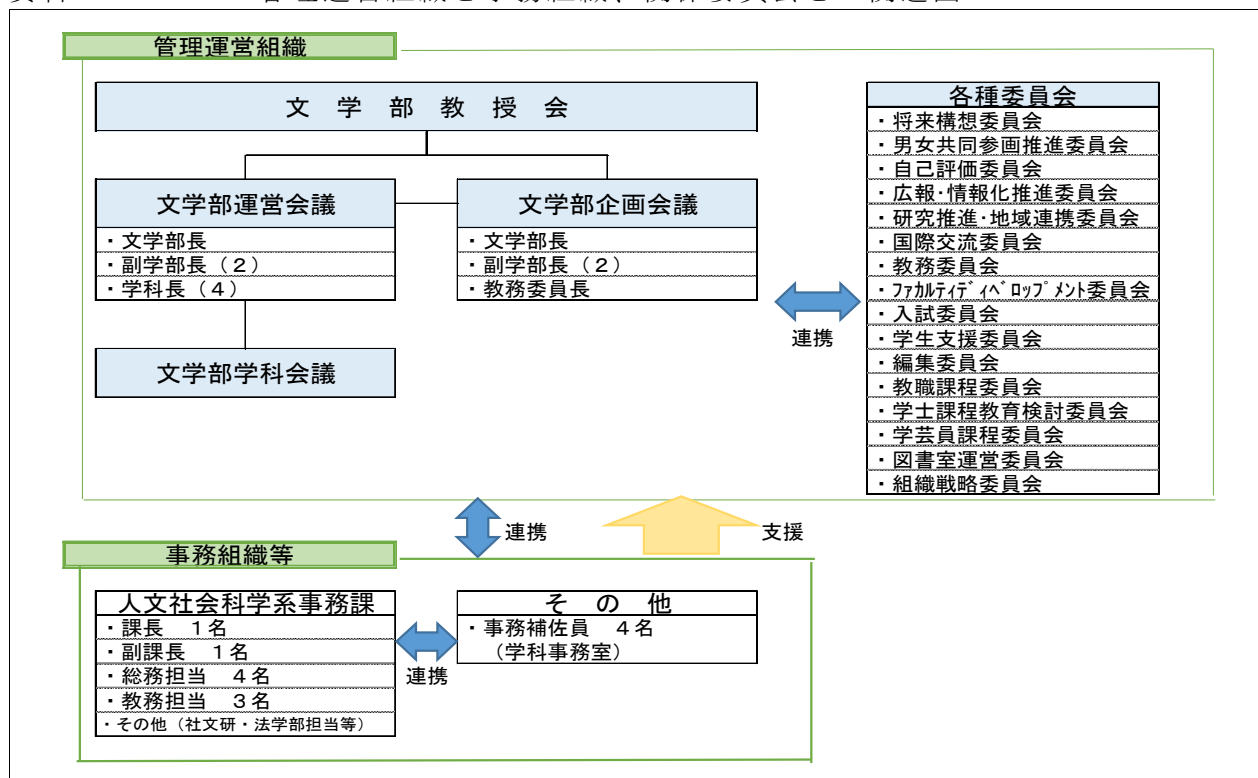 管理運営組織
文　学　部　教　授　会
文学部運営会議
・文学部長
・副学部長（２）
・学科長（４）
文学部企画会議
・文学部長
・副学部長（２）
・教務委員長
文学部学科会議
連携
各種委員会
・将来構想委員会
・男女共同参画推進委員会
・自己評価委員会
・広報・情報化推進委員会
・研究推進・地域連携委員会
・国際交流委員会
・教務委員会
・ﾌｧｶﾙﾃｨﾃﾞｨﾍﾞﾛｯﾌﾟﾒﾝﾄ委員会
・入試委員会
・学生支援委員会
・編集委員会
・教職課程委員会
・学士課程教育検討委員会
・学芸員課程委員会
・図書室運営委員会
・組織戦略委員会
連携
支援
事務組織等
人文社会科学系事務課
・課長　１名
・副課長　１名
・総務担当　４名
・教務担当　３名
・その他（社文研・法学部担当等）
連携
そ　の　他
・事務補佐員　４名
（学科事務室）